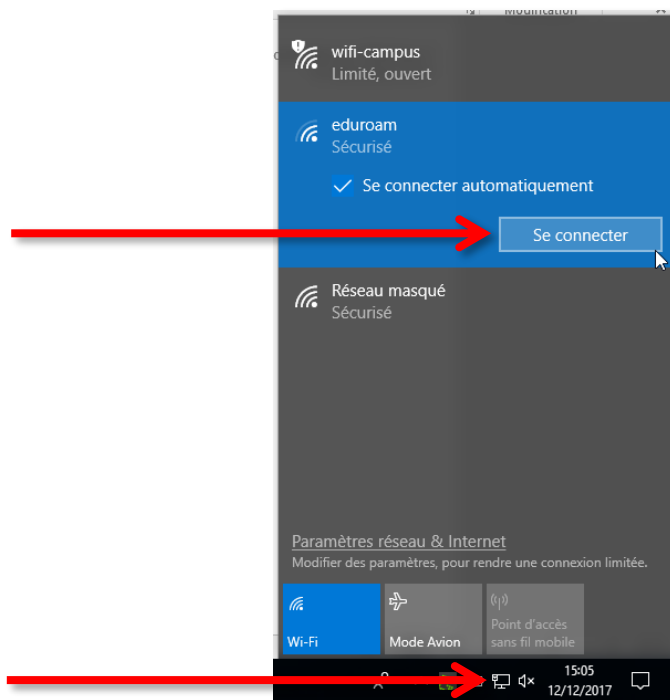 Modification
wifi-campus
Limité, ouvert
eduroam
Sécurisé
Se connecter automatiquement
Se connecter
Réseau masqué
Sécurisé
Paramètres réseau & Internet
Modifier des paramètres, pour rendre une connexion limitée.
Wi-Fi
Mode Avion
Point d'accès
sans fil mobile
15:05
12/12/2017